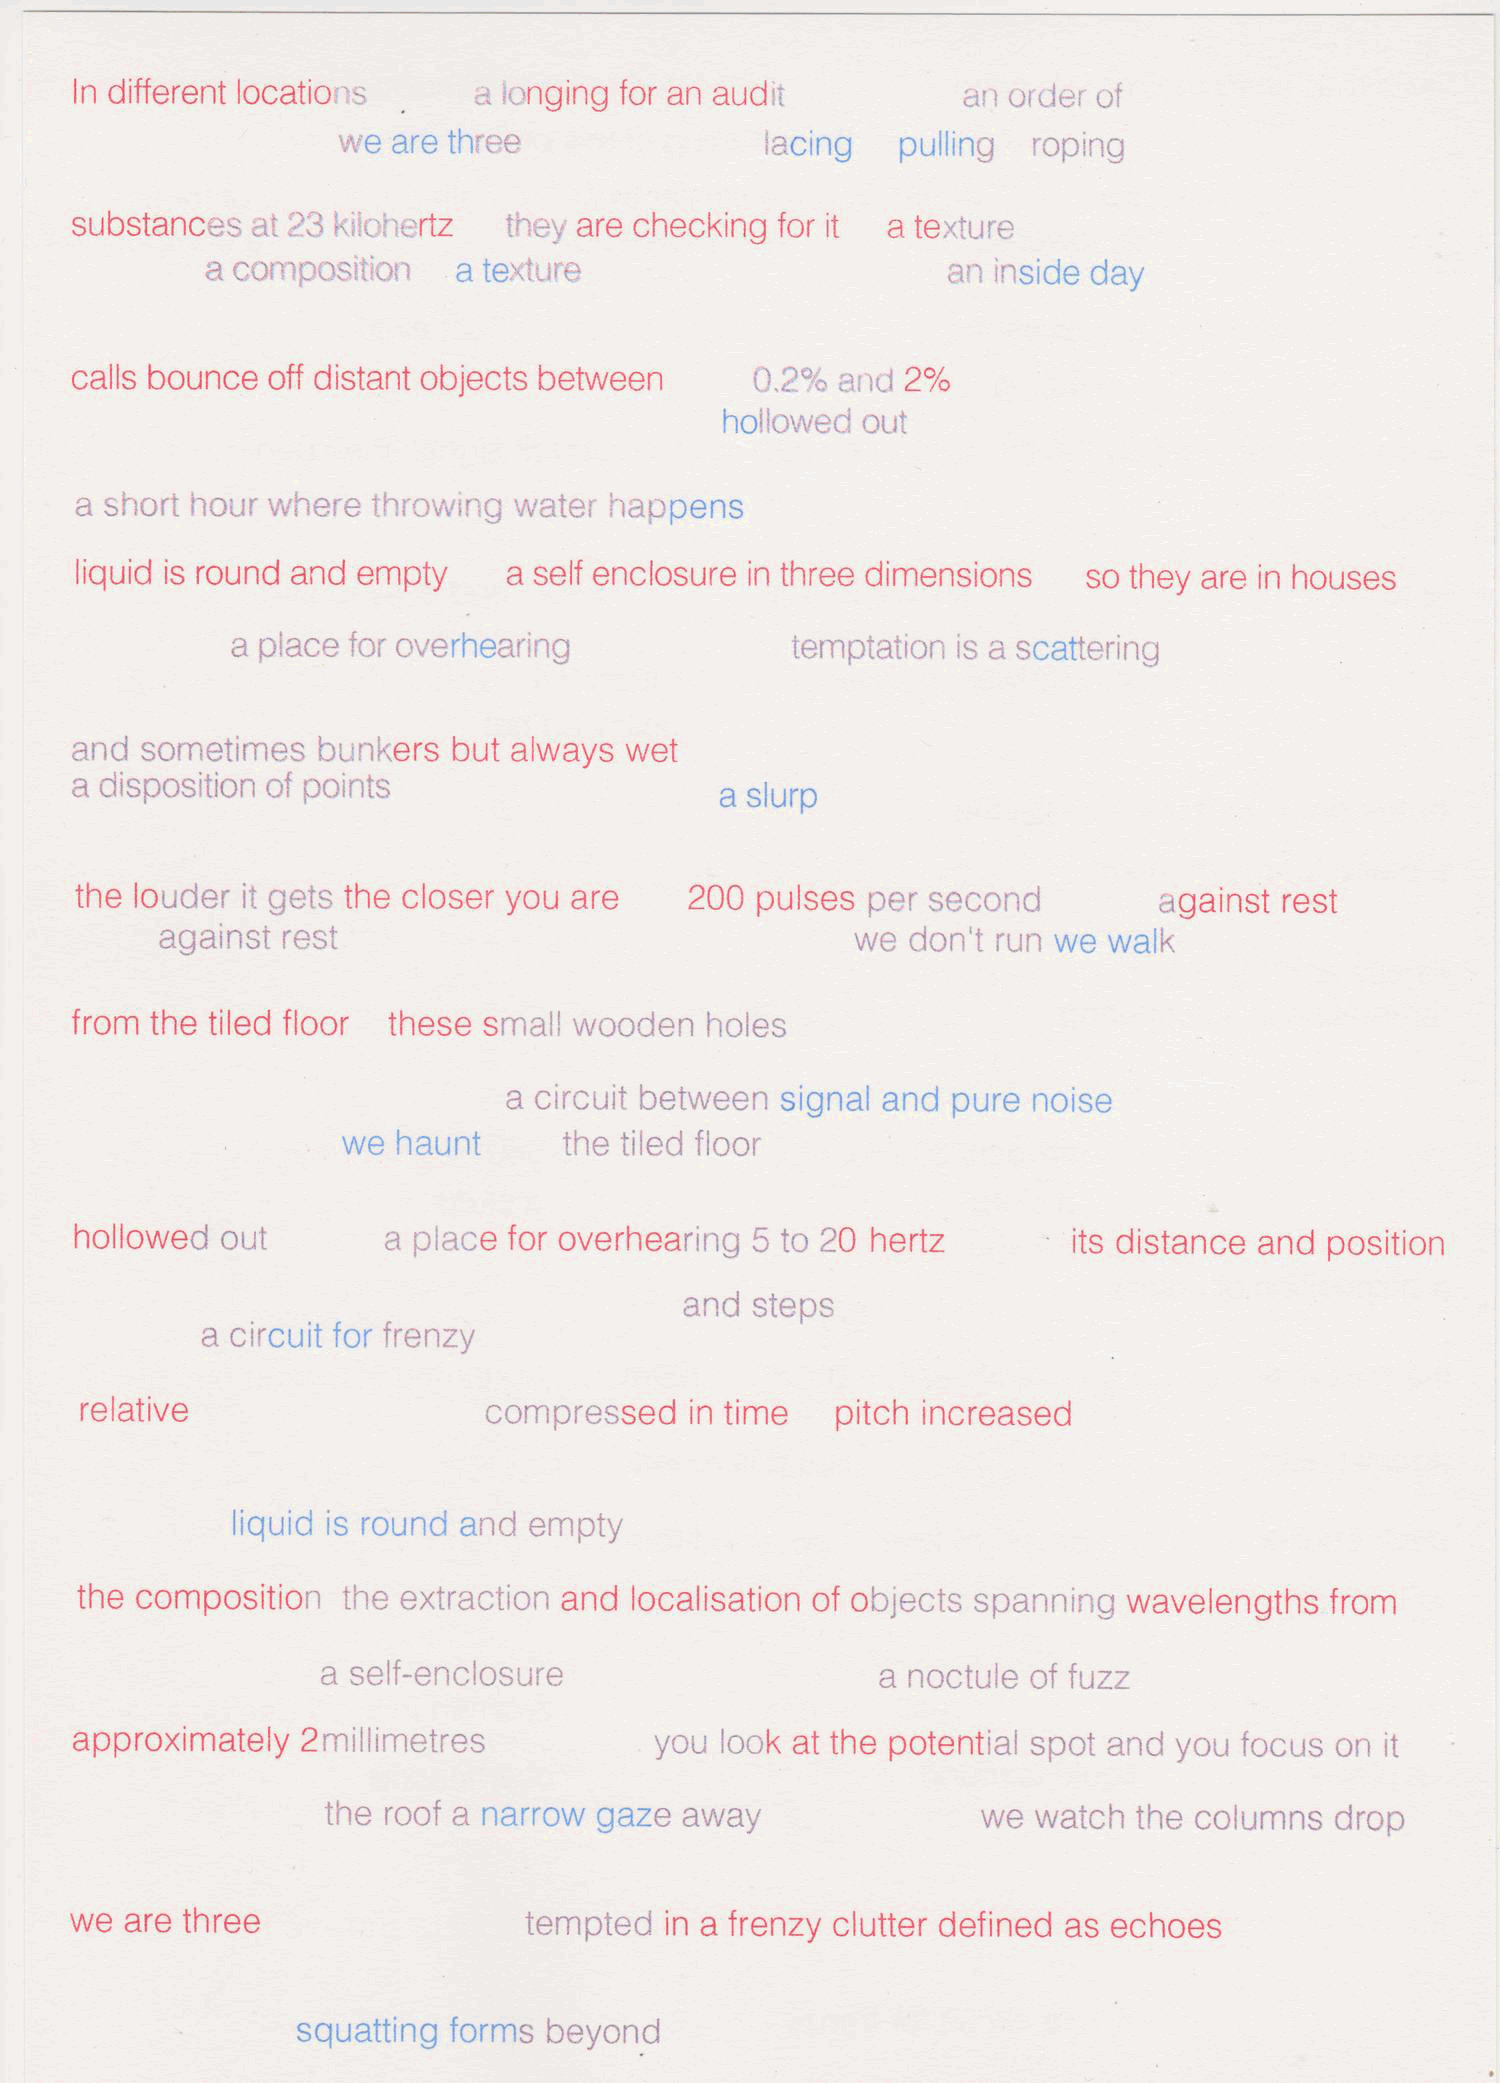 In different locations a longing for an audit an order of
we are three lacing pulling roping
substances at 23 kilohertz they are checking for it a texture
a composition a texture an inside day
calls bounce off distant objects between 0.2% and 2%
hollowed out
a short hour where throwing water happens
liquid is round and empty a self enclosure in three dimensions so they are in houses
a place for overhearing temptation is a scattering
and sometimes bunkers but always wet
a disposition of points a slurp
the louder it gets the closer you are 200 pulses per second against rest
against rest we don't run we walk
from the tiled floor these small wooden holes
a circuit between signal and pure noise
we haunt the tiled floor
hollowed out a place for overhearing 5 to 20 hertz its distance and position
and steps
a circuit for frenzy
relative compressed in time pitch increased
liquid is round and empty
the composition the extraction and localisation of objects spanning wavelengths from
a self-enclosure a noctule of fuzz
approximately 2millimetres you look at the potential spot and you focus on it
the roof a narrow gaze away we watch the columns drop
we are three tempted in a frenzy clutter defined as echoes
squatting forms beyond